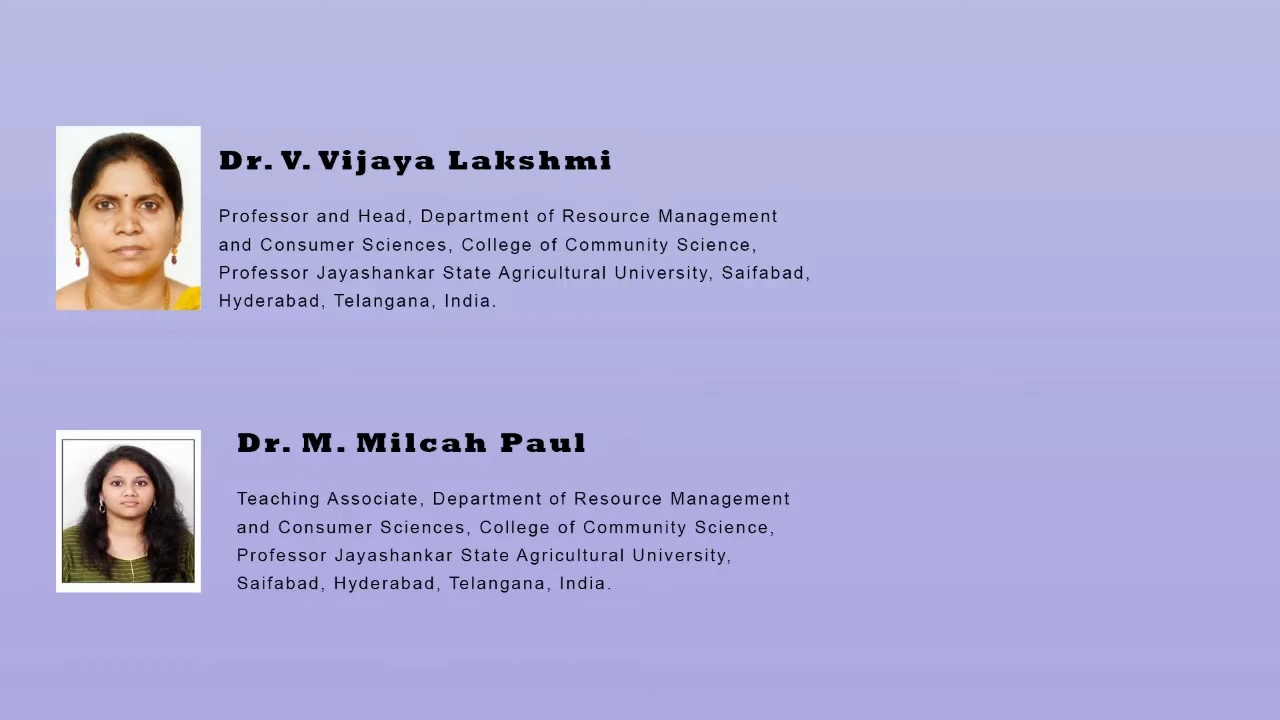 Dr. V. Vijaya Lakshmi
Professor and Head, Department of Resource Management
and Consumer Sciences, College of Community Science,
Professor Jayashankar State Agricultural University, Saifabad,
Hyderabad, Telangana, India.
Dr. M. Milcah Paul
Teaching Associate, Department of Resource Management
and Consumer Sciences, College of Community Science,
Professor Jayashankar State Agricultural University,
Saifabad, Hyderabad, Telangana, India.